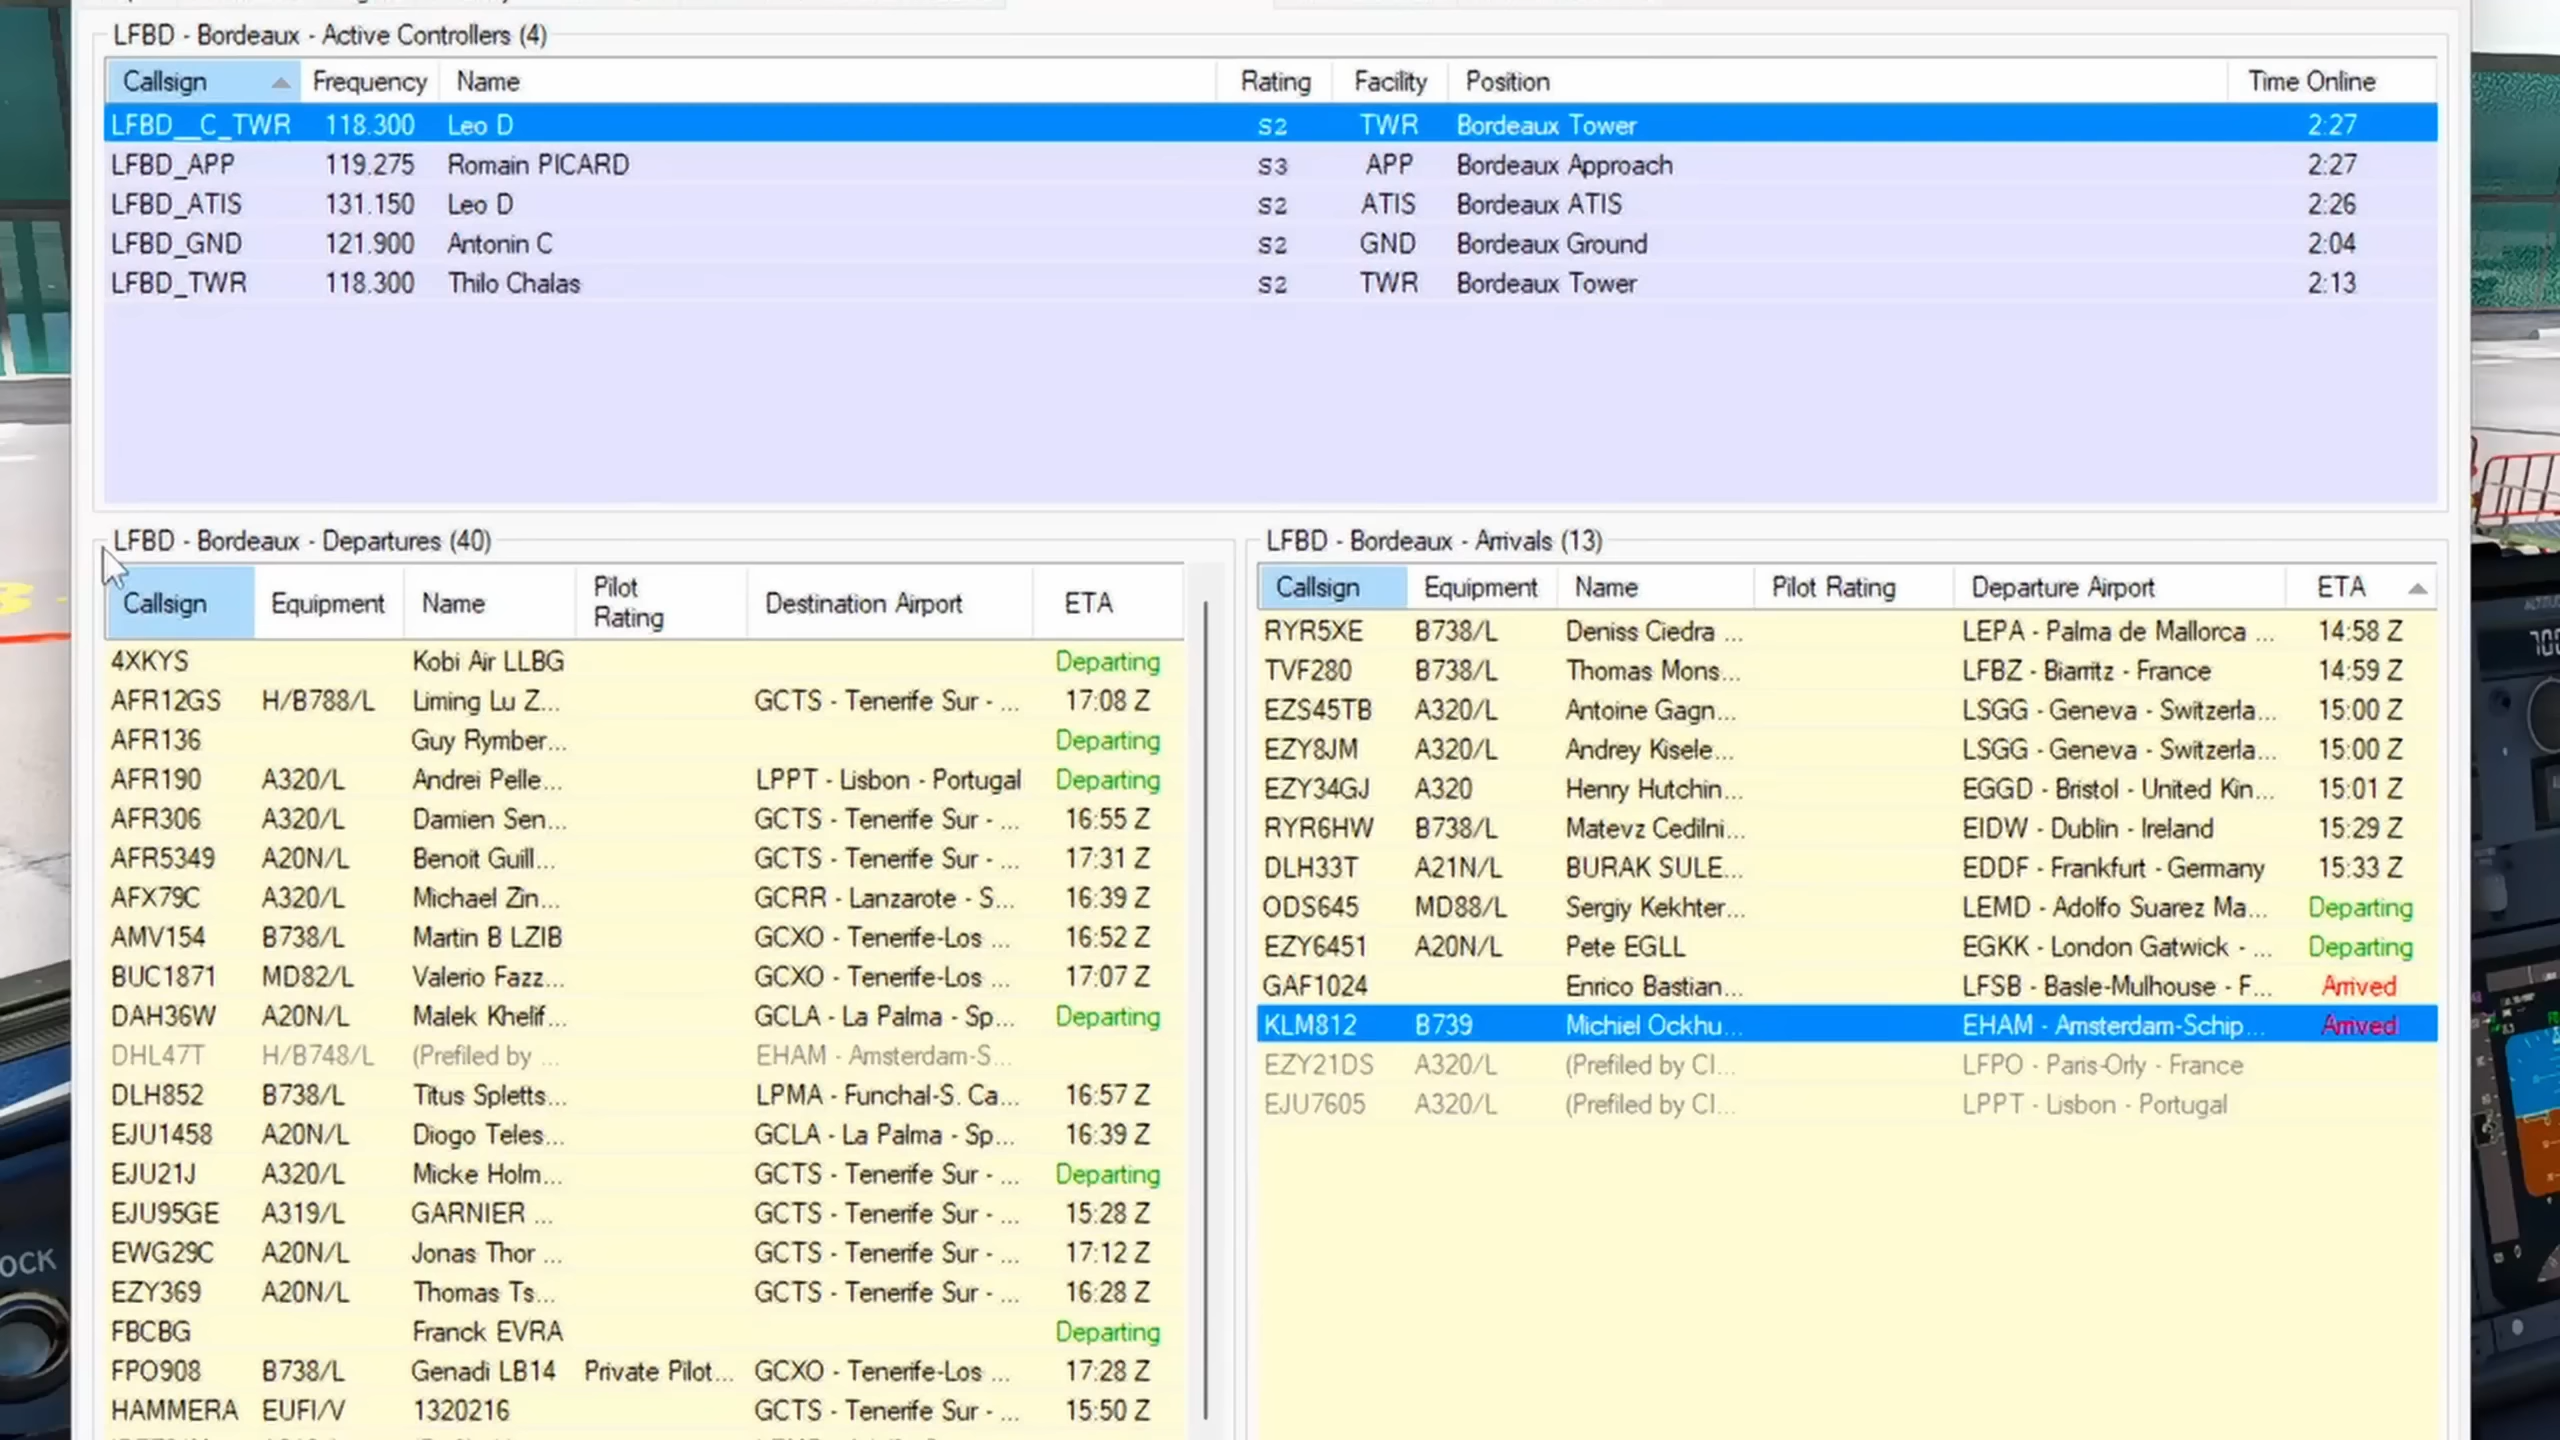 LFBD - Bordeaux - Active Controllers (4)
Callsign Frequency Name Rating Facility Position Time Online
LFBD__C_TWR 118.300 Leo D S2 TWR Bordeaux Tower 2:27
LFBD_APP 119.275 Romain PICARD S3 APP Bordeaux Approach 2:27
LFBD_ATIS 131.150 Leo D S2 ATIS Bordeaux ATIS 2:26
LFBD_GND 121.900 Antonin C S2 GND Bordeaux Ground 2:04
LFBD_TWR 118.300 Thilo Chalas S2 TWR Bordeaux Tower 2:13
LFBD - Bordeaux - Departures (40)
Callsign Equipment Name Pilot Rating Destination Airport ETA
4XKYS Kobi Air LLBG Departing
AFR12GS H/B788/L Liming Lu Z... GCTS - Tenerife Sur - ... 17:08 Z
AFR136 Guy Rymber... Departing
AFR190 A320/L Andrei Pelle... LPPT - Lisbon - Portugal Departing
AFR306 A320/L Damien Sen... GCTS - Tenerife Sur - ... 16:55 Z
AFR5349 A20N/L Benoit Guill... GCTS - Tenerife Sur - ... 17:31 Z
AFX79C A320/L Michael Zin... GCRR - Lanzarote - S... 16:39 Z
AMV154 B738/L Martin B LZIB GCXO - Tenerife-Los ... 16:52 Z
BUC1871 MD82/L Valerio Fazz... GCXO - Tenerife-Los ... 17:07 Z
DAH36W A20N/L Malek Khelif... GCLA - La Palma - Sp... Departing
DHL47T H/B748/L (Prefiled by ... EHAM - Amsterdam-S...
DLH852 B738/L Titus Spletts... LPMA - Funchal-S. Ca... 16:57 Z
EJU1458 A20N/L Diogo Teles... GCLA - La Palma - Sp... 16:39 Z
EJU21J A320/L Micke Holm... GCTS - Tenerife Sur - ... Departing
EJU95GE A319/L GARNIER ... GCTS - Tenerife Sur - ... 15:28 Z
EWG29C A20N/L Jonas Thor ... GCTS - Tenerife Sur - ... 17:12 Z
EZY369 A20N/L Thomas Ts... GCTS - Tenerife Sur - ... 16:28 Z
FBCBG Franck EVRA Departing
FPO908 B738/L Genadi LB14 Private Pilot... GCXO - Tenerife-Los ... 17:28 Z
HAMMERA EUFI/V 1320216 GCTS - Tenerife Sur - ... 15:50 Z
LFBD - Bordeaux - Arrivals (13)
Callsign Equipment Name Pilot Rating Departure Airport ETA
RYR5XE B738/L Deniss Ciedra ... LEPA - Palma de Mallorca ... 14:58 Z
TVF280 B738/L Thomas Mons... LFBZ - Biarritz - France 14:59 Z
EZS45TB A320/L Antoine Gagn... LSGG - Geneva - Switzerla... 15:00 Z
EZY8JM A320/L Andrey Kisele... LSGG - Geneva - Switzerla... 15:00 Z
EZY34GJ A320 Henry Hutchin... EGGD - Bristol - United Kin... 15:01 Z
RYR6HW B738/L Matevz Cedilni... EIDW - Dublin - Ireland 15:29 Z
DLH33T A21N/L BURAK SULE... EDDF - Frankfurt - Germany 15:33 Z
ODS645 MD88/L Sergiy Kekhter... LEMD - Adolfo Suarez Ma... Departing
EZY6451 A20N/L Pete EGLL EGKK - London Gatwick - ... Departing
GAF1024 Enrico Bastian... LFSB - Basle-Mulhouse - F... Arrived
KLM812 B739 Michiel Ockhu... EHAM - Amsterdam-Schip... Arrived
EZY21DS A320/L (Prefiled by Cl... LFPO - Paris-Orly - France
EJU7605 A320/L (Prefiled by Cl... LPPT - Lisbon - Portugal
OCK